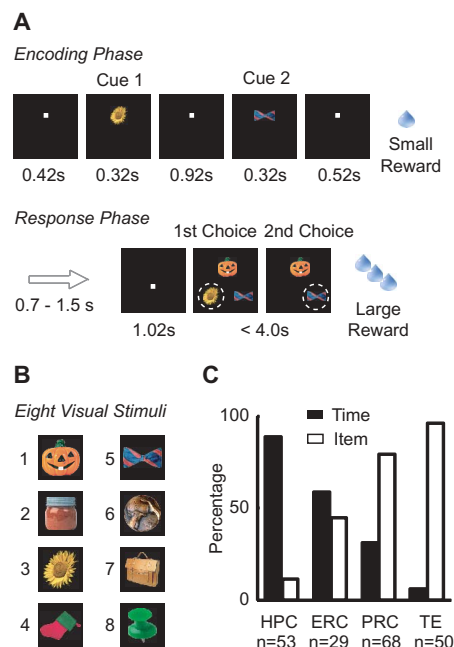 A
Encoding Phase
Cue 1 Cue 2
0.42s 0.32s 0.92s 0.32s 0.52s
Small
Reward
Response Phase
1st Choice 2nd Choice
0.7 - 1.5 s
1.02s < 4.0s
Large
Reward
B
Eight Visual Stimuli
1 5
2 6
3 7
4 8
C
Time
Item
Percentage
100
50
0
HPC ERC PRC TE
n=53 n=29 n=68 n=50